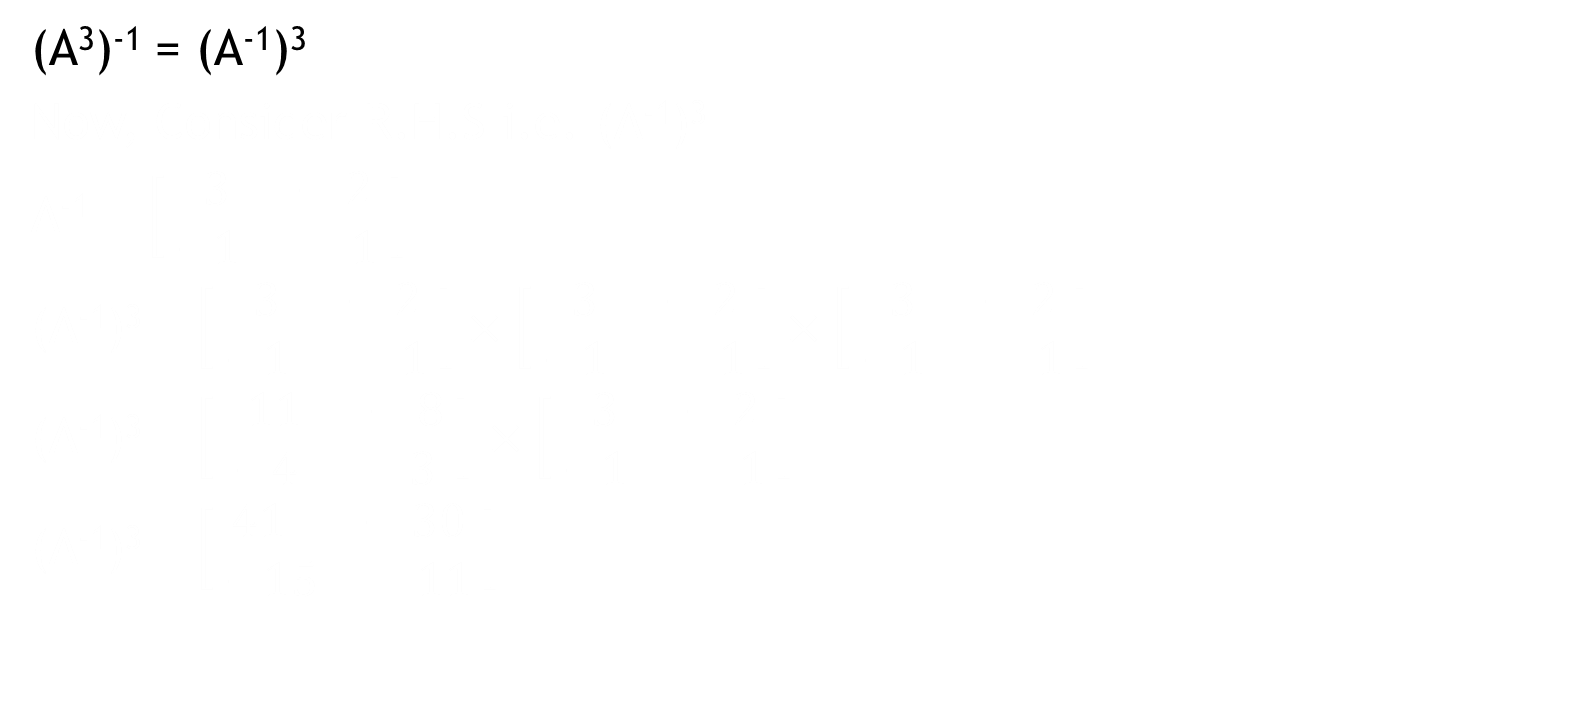 (A³)⁻¹ = (A⁻¹)³